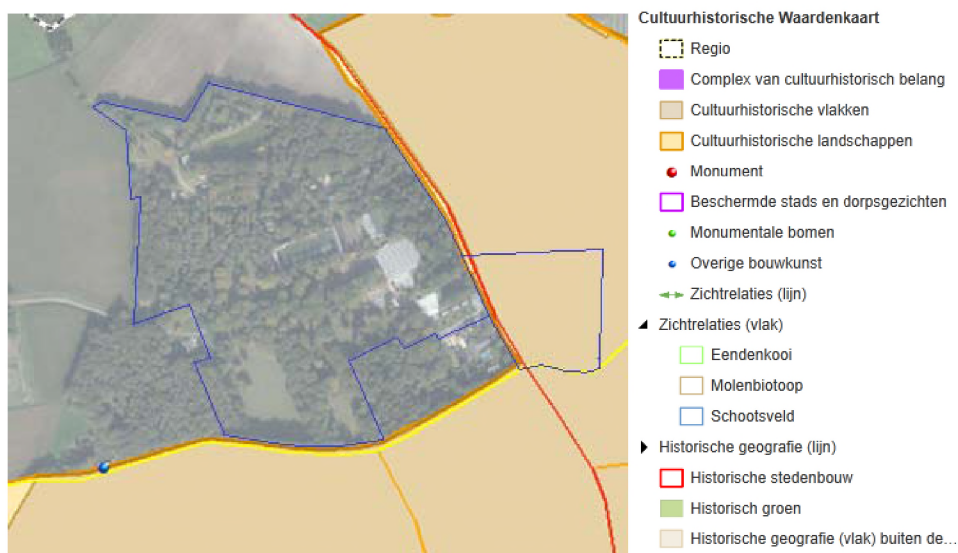 Cultuurhistorische Waardenkaart
Regio
Complex van cultuurhistorisch belang
Cultuurhistorische vlakken
Cultuurhistorische landschappen
Monument
Beschermde stads en dorpsgezichten
Monumentale bomen
Overige bouwkunst
Zichtrelaties (lijn)
Zichtrelaties (vlak)
Eendenkooi
Molenbiotoop
Schootsveld
Historische geografie (lijn)
Historische stedenbouw
Historisch groen
Historische geografie (vlak) buiten de…